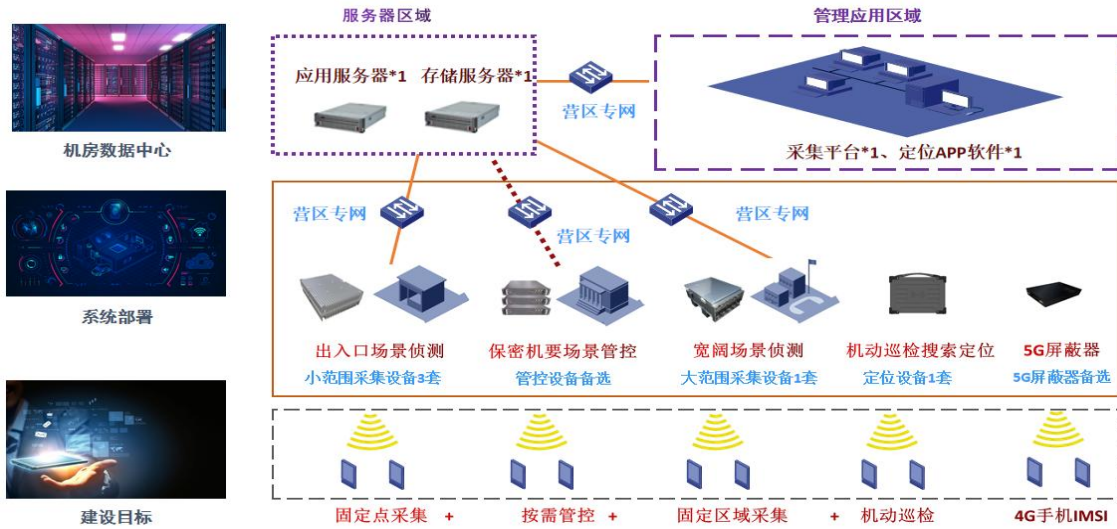 服务器区域
管理应用区域
应用服务器*1 存储服务器*1
营区专网
采集平台*1、定位APP软件*1
机房数据中心
营区专网
营区专网
营区专网
出入口场景侦测
小范围采集设备3套
保密机要场景管控
管控设备备选
宽阔场景侦测
大范围采集设备1套
机动巡检搜索定位
定位设备1套
5G屏蔽器
5G屏蔽器备选
系统部署
固定点采集 + 按需管控 + 固定区域采集 + 机动巡检 4G手机IMSI
建设目标